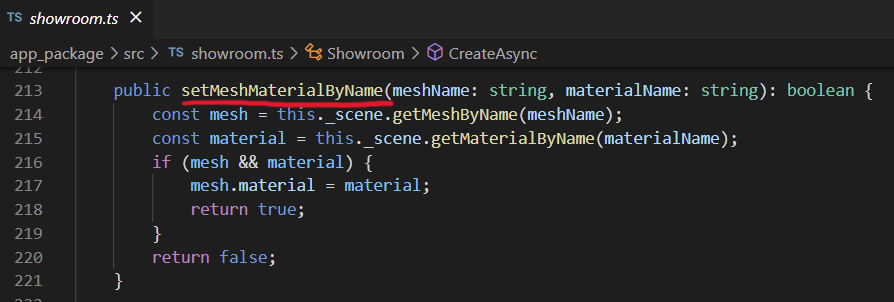 TS showroom.ts ×
app_package > src > TS showroom.ts > Showroom > CreateAsync
212
213 public setMeshMaterialByName(meshName: string, materialName: string): boolean {
214 const mesh = this._scene.getMeshByName(meshName);
215 const material = this._scene.getMaterialByName(materialName);
216 if (mesh && material) {
217 mesh.material = material;
218 return true;
219 }
220 return false;
221 }